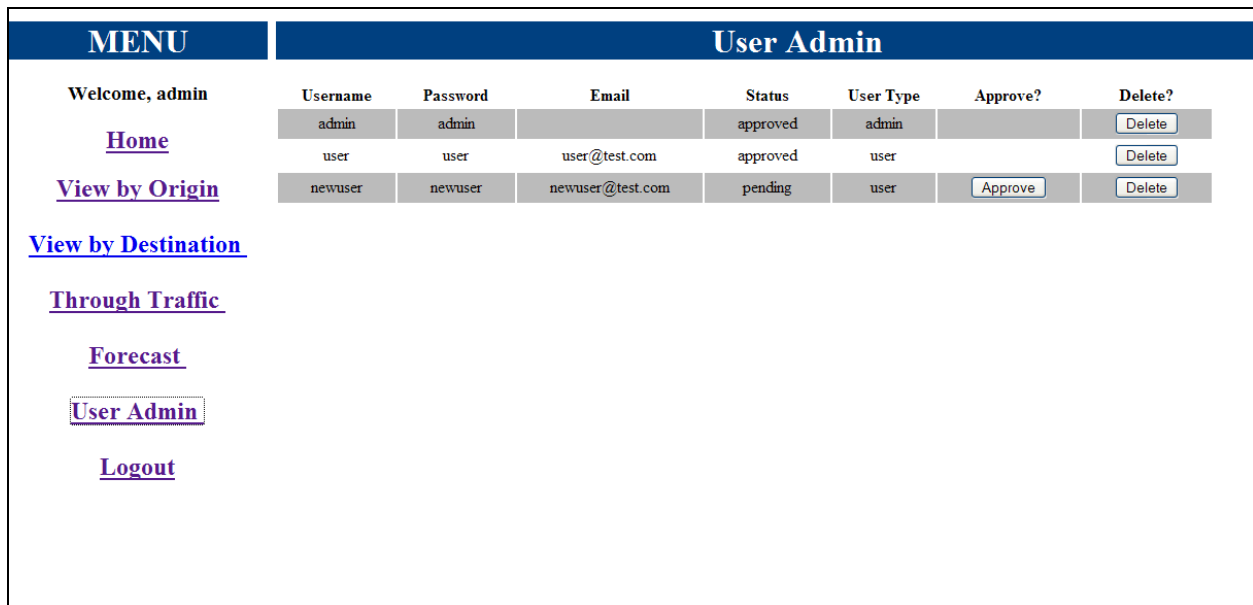 MENU
User Admin
Welcome, admin
Home
View by Origin
View by Destination
Through Traffic
Forecast
User Admin
Logout
Username Password Email Status User Type Approve? Delete?
admin admin approved admin Delete
user user user@test.com approved user Delete
newuser newuser newuser@test.com pending user Approve Delete